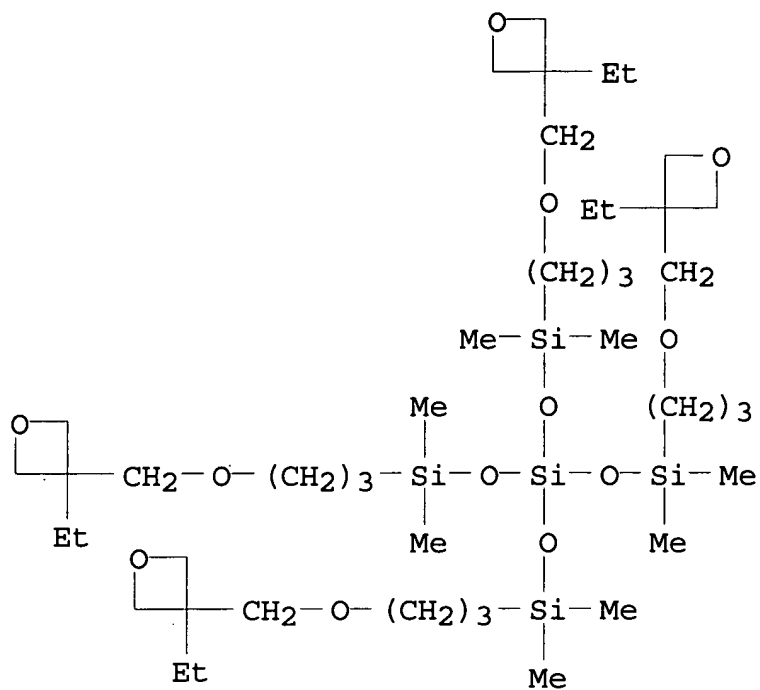 O
Et
CH2
O
O Et
(CH2)3 CH2
Me Si Me O
Me O (CH2)3
O
CH2 O (CH2)3 Si O Si O Si Me
Et Me O Me
O
CH2 O (CH2)3 Si Me
Et Me